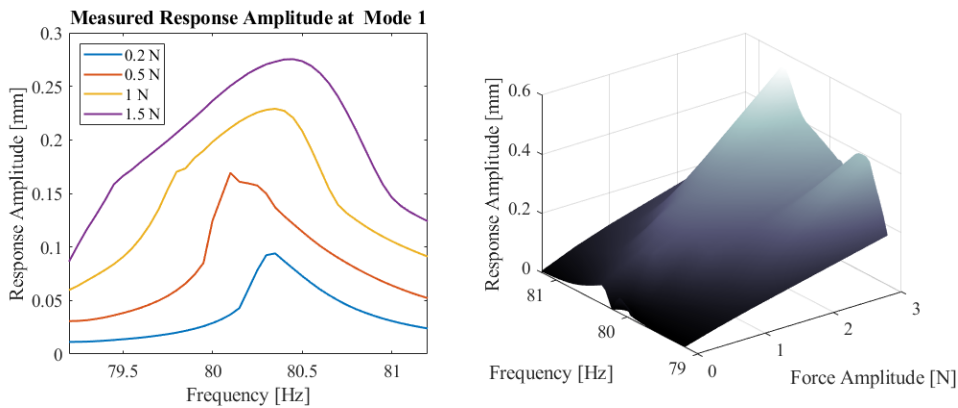 Measured Response Amplitude at Mode 1
0.3
0.25
0.2
0.15
0.1
0.05
0
Response Amplitude [mm]
0.2 N
0.5 N
1 N
1.5 N
79.5
80
80.5
81
Frequency [Hz]
0.6
0.4
0.2
0
Response Amplitude [mm]
81
80
79
Frequency [Hz]
0
1
2
3
Force Amplitude [N]